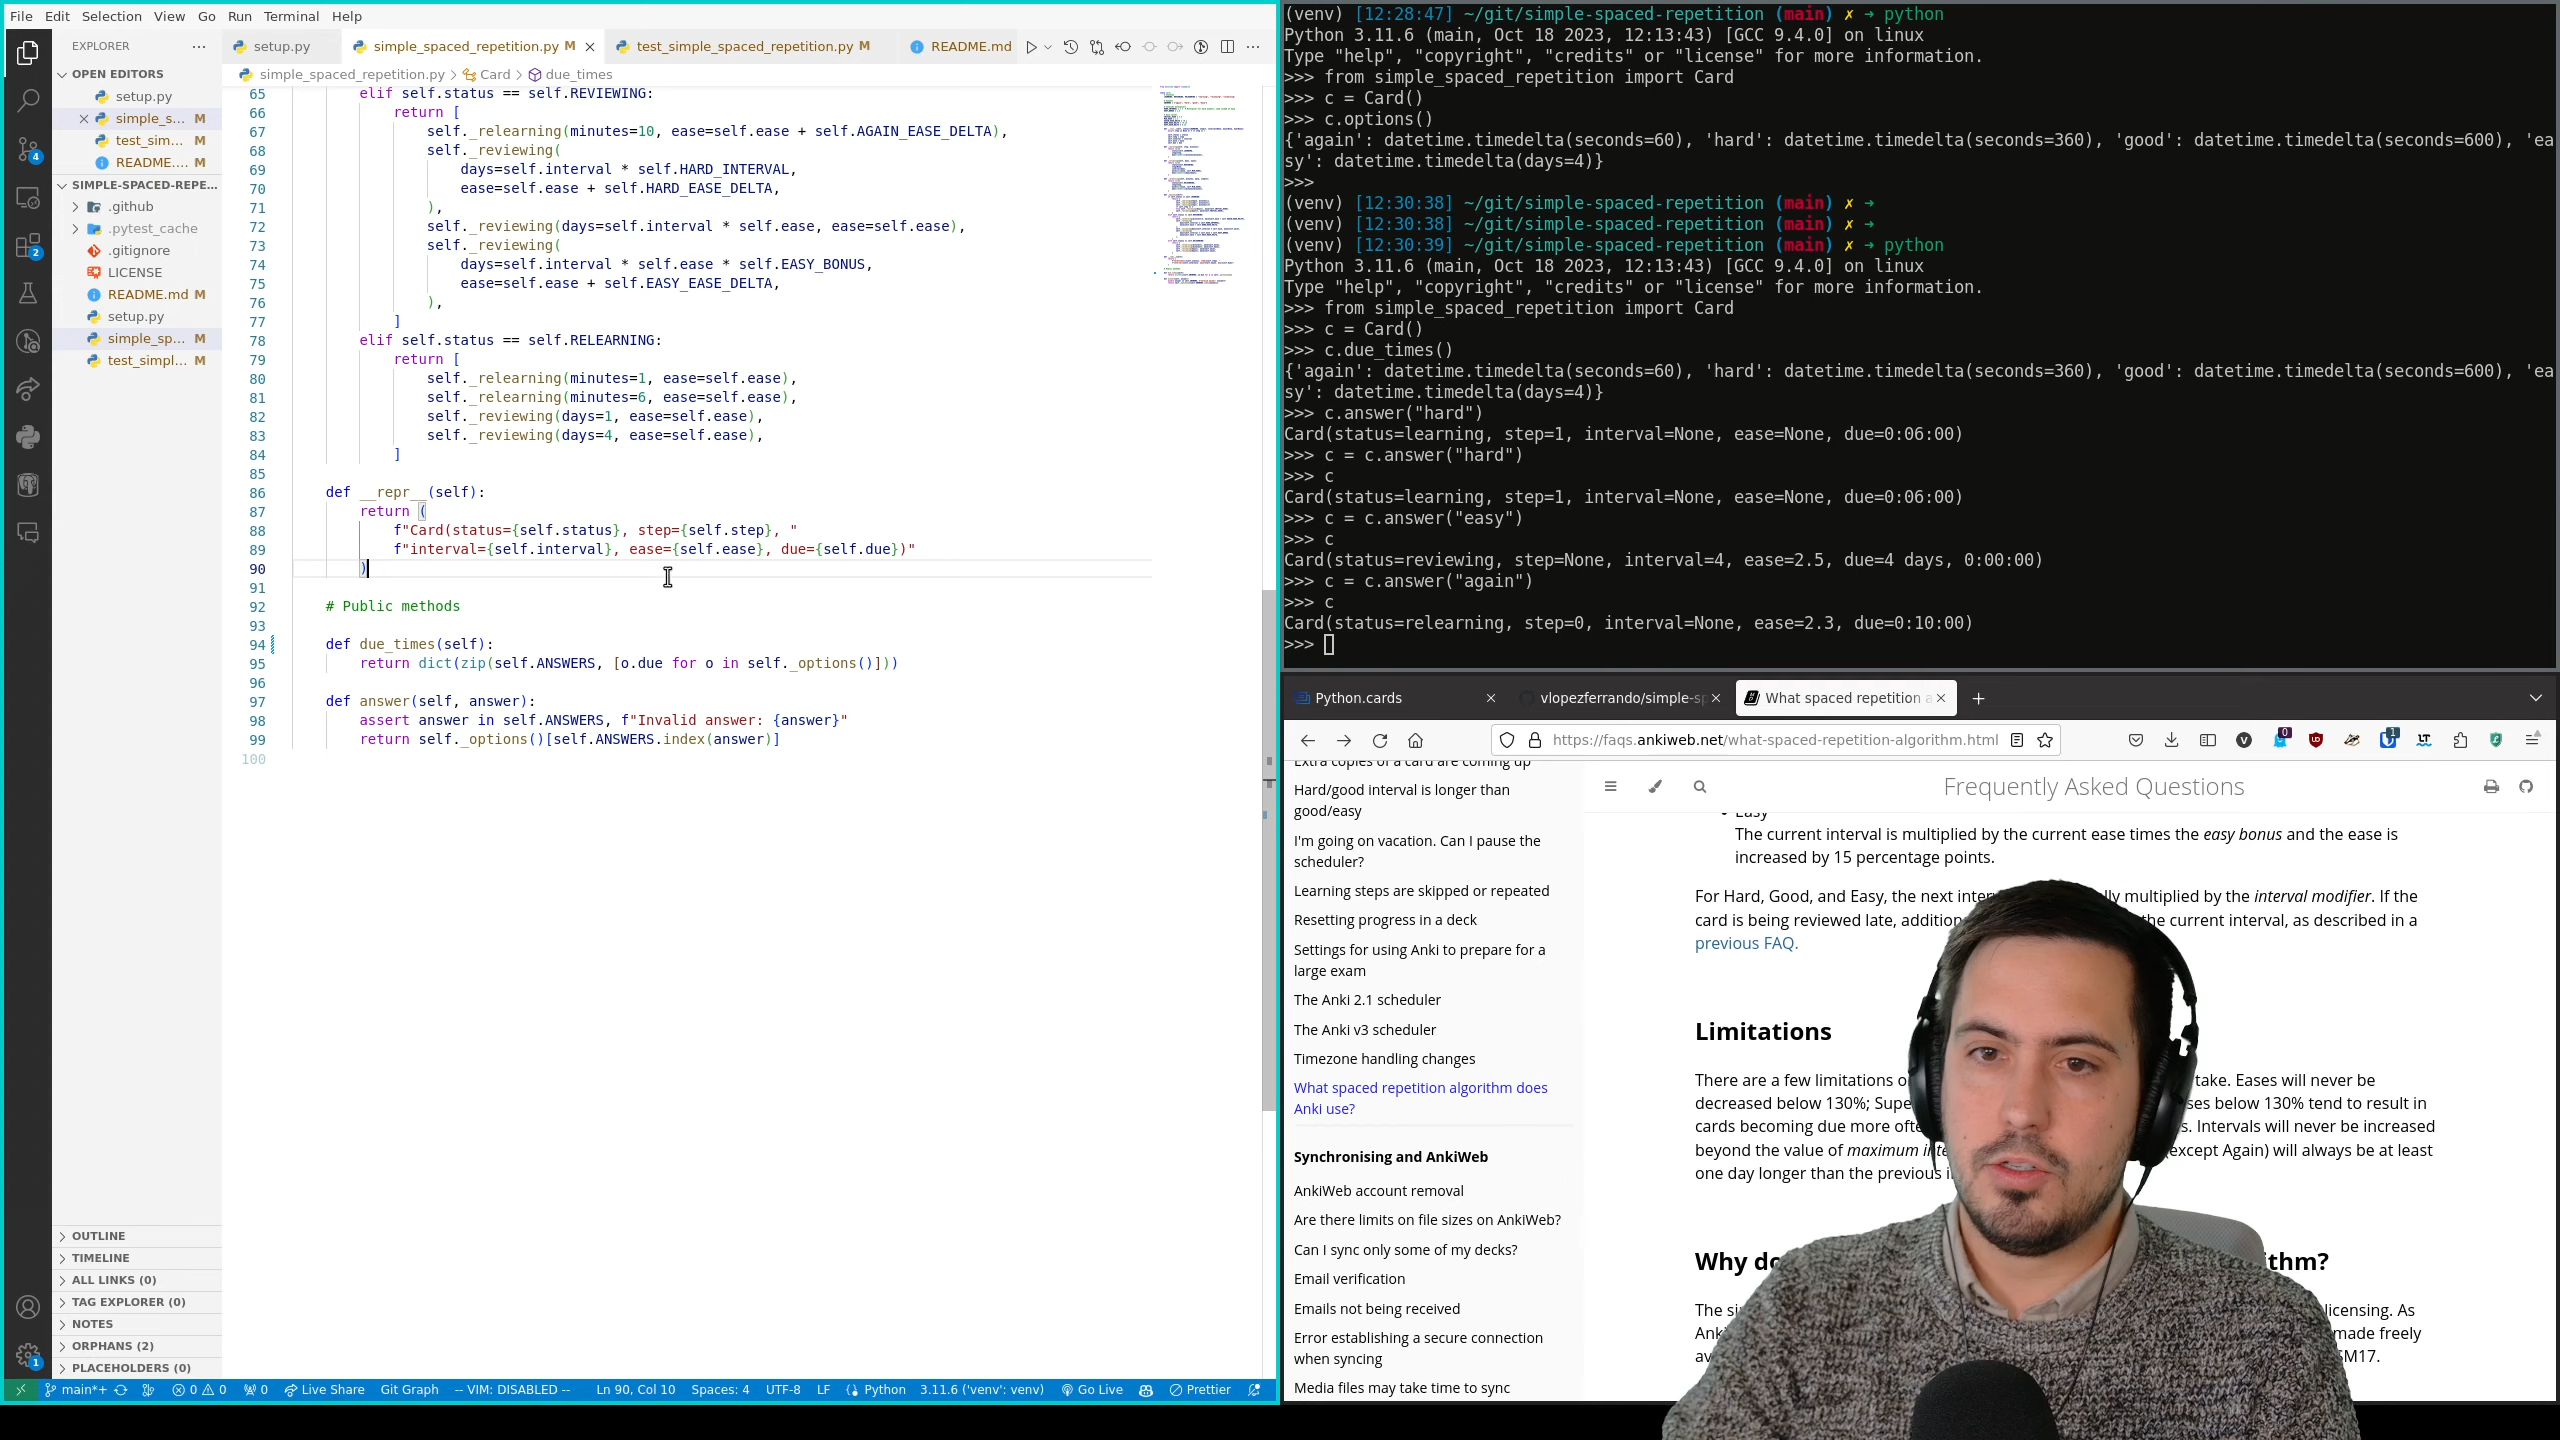 File Edit Selection View Go Run Terminal Help
EXPLORER
OPEN EDITORS
setup.py
simple_s... M
test_sim... M
README.... M
SIMPLE-SPACED-REPE...
.github
.pytest_cache
.gitignore
LICENSE
README.md M
setup.py
simple_sp... M
test_simpl... M
OUTLINE
TIMELINE
ALL LINKS (0)
TAG EXPLORER (0)
NOTES
ORPHANS (2)
PLACEHOLDERS (0)
4
2
1
setup.py simple_spaced_repetition.py M test_simple_spaced_repetition.py M README.md
simple_spaced_repetition.py > Card > due_times
65 elif self.status == self.REVIEWING:
66 return [
67 self._relearning(minutes=10, ease=self.ease + self.AGAIN_EASE_DELTA),
68 self._reviewing(
69 days=self.interval * self.HARD_INTERVAL,
70 ease=self.ease + self.HARD_EASE_DELTA,
71 ),
72 self._reviewing(days=self.interval * self.ease, ease=self.ease),
73 self._reviewing(
74 days=self.interval * self.ease * self.EASY_BONUS,
75 ease=self.ease + self.EASY_EASE_DELTA,
76 ),
77 ]
78 elif self.status == self.RELEARNING:
79 return [
80 self._relearning(minutes=1, ease=self.ease),
81 self._relearning(minutes=6, ease=self.ease),
82 self._reviewing(days=1, ease=self.ease),
83 self._reviewing(days=4, ease=self.ease),
84 ]
85
86 def __repr__(self):
87 return (
88 f"Card(status={self.status}, step={self.step}, "
89 f"interval={self.interval}, ease={self.ease}, due={self.due})"
90 )
91
92 # Public methods
93
94 def due_times(self):
95 return dict(zip(self.ANSWERS, [o.due for o in self._options()]))
96
97 def answer(self, answer):
98 assert answer in self.ANSWERS, f"Invalid answer: {answer}"
99 return self._options()[self.ANSWERS.index(answer)]
100
main*+ 0 0 0 Live Share Git Graph -- VIM: DISABLED -- Ln 90, Col 10 Spaces: 4 UTF-8 LF Python 3.11.6 ('venv': venv) Go Live Prettier
(venv) [12:28:47] ~/git/simple-spaced-repetition (main) ✗ ➜ python
Python 3.11.6 (main, Oct 18 2023, 12:13:43) [GCC 9.4.0] on linux
Type "help", "copyright", "credits" or "license" for more information.
>>> from simple_spaced_repetition import Card
>>> c = Card()
>>> c.options()
{'again': datetime.timedelta(seconds=60), 'hard': datetime.timedelta(seconds=360), 'good': datetime.timedelta(seconds=600), 'ea
sy': datetime.timedelta(days=4)}
>>>
(venv) [12:30:38] ~/git/simple-spaced-repetition (main) ✗ ➜
(venv) [12:30:38] ~/git/simple-spaced-repetition (main) ✗ ➜
(venv) [12:30:39] ~/git/simple-spaced-repetition (main) ✗ ➜ python
Python 3.11.6 (main, Oct 18 2023, 12:13:43) [GCC 9.4.0] on linux
Type "help", "copyright", "credits" or "license" for more information.
>>> from simple_spaced_repetition import Card
>>> c = Card()
>>> c.due_times()
{'again': datetime.timedelta(seconds=60), 'hard': datetime.timedelta(seconds=360), 'good': datetime.timedelta(seconds=600), 'ea
sy': datetime.timedelta(days=4)}
>>> c.answer("hard")
Card(status=learning, step=1, interval=None, ease=None, due=0:06:00)
>>> c = c.answer("hard")
>>> c
Card(status=learning, step=1, interval=None, ease=None, due=0:06:00)
>>> c = c.answer("easy")
>>> c
Card(status=reviewing, step=None, interval=4, ease=2.5, due=4 days, 0:00:00)
>>> c = c.answer("again")
>>> c
Card(status=relearning, step=0, interval=None, ease=2.3, due=0:10:00)
>>>
Python.cards vlopezferrando/simple-sp What spaced repetition a
https://faqs.ankiweb.net/what-spaced-repetition-algorithm.html
0 1
Extra copies of a card are coming up
Hard/good interval is longer than
good/easy
I'm going on vacation. Can I pause the
scheduler?
Learning steps are skipped or repeated
Resetting progress in a deck
Settings for using Anki to prepare for a
large exam
The Anki 2.1 scheduler
The Anki v3 scheduler
Timezone handling changes
What spaced repetition algorithm does
Anki use?
Synchronising and AnkiWeb
AnkiWeb account removal
Are there limits on file sizes on AnkiWeb?
Can I sync only some of my decks?
Email verification
Emails not being received
Error establishing a secure connection
when syncing
Media files may take time to sync
Frequently Asked Questions
• Easy
The current interval is multiplied by the current ease times the easy bonus and the ease is
increased by 15 percentage points.
For Hard, Good, and Easy, the next inter lly multiplied by the interval modifier. If the
card is being reviewed late, addition the current interval, as described in a
previous FAQ.
Limitations
There are a few limitations o take. Eases will never be
decreased below 130%; Supe ses below 130% tend to result in
cards becoming due more ofte s. Intervals will never be increased
beyond the value of maximum inte (except Again) will always be at least
one day longer than the previous i
Why do ithm?
The si licensing. As
Anki made freely
av SM17.